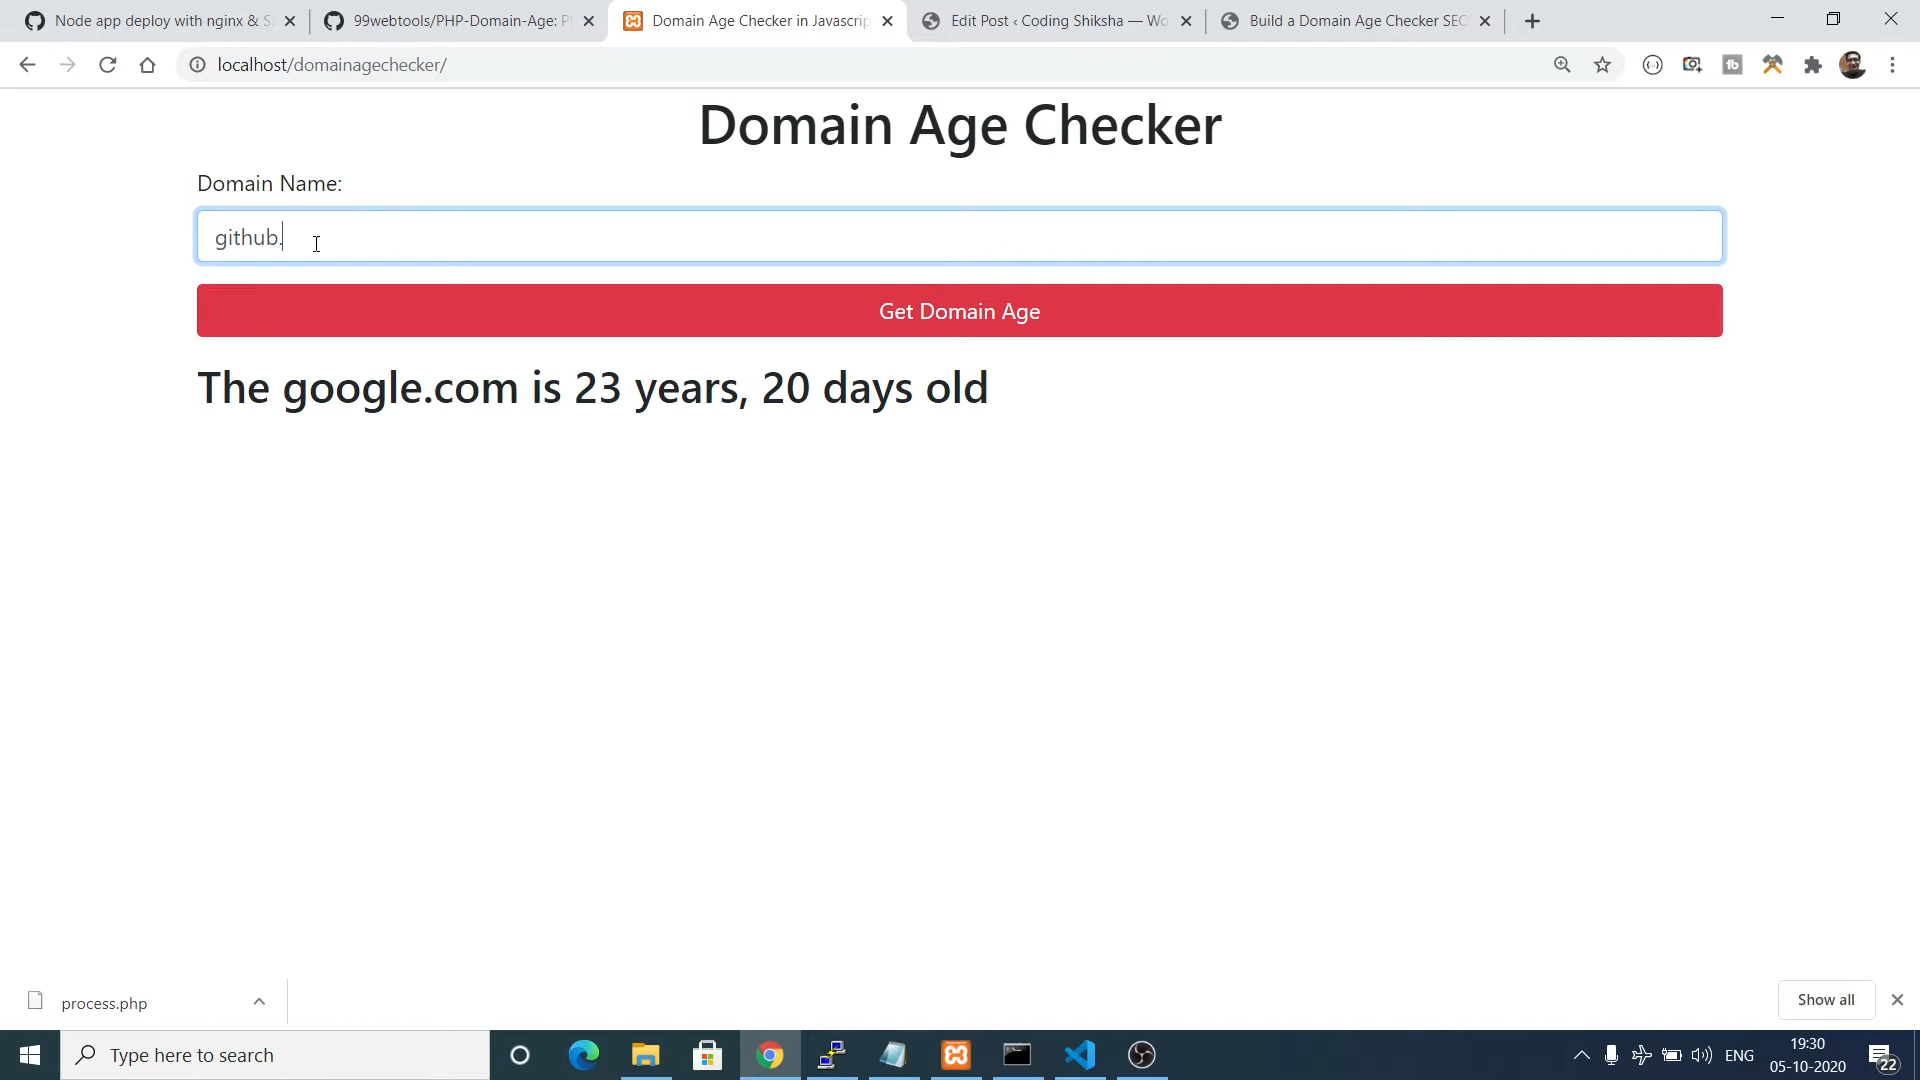 Node app deploy with nginx & S
99webtools/PHP-Domain-Age: P
Domain Age Checker in Javascrip
Edit Post ‹ Coding Shiksha — Wo
Build a Domain Age Checker SEC
localhost/domainagechecker/
Domain Age Checker
Domain Name:
github.
Get Domain Age
The google.com is 23 years, 20 days old
process.php
Show all
Type here to search
ENG
19:30
05-10-2020
22